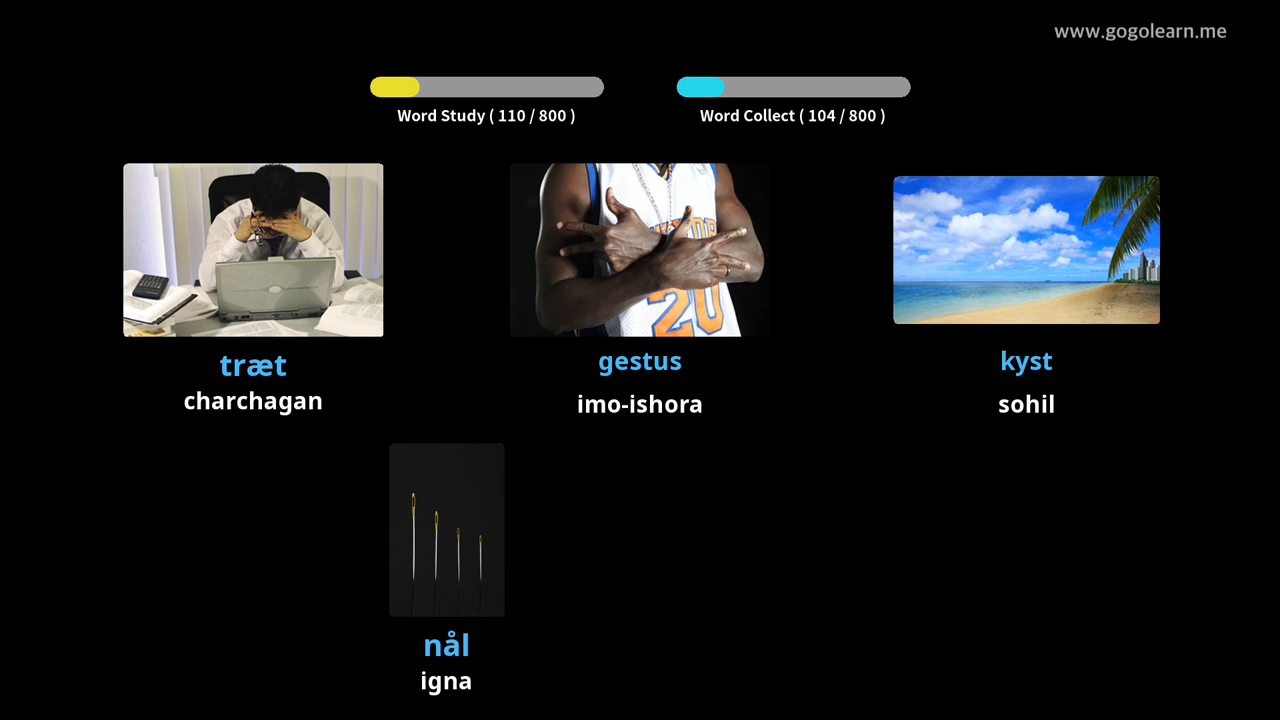 www.gogolearn.me
Word Study ( 110 / 800 )
Word Collect ( 104 / 800 )
træt
charchagan
gestus
imo-ishora
kyst
sohil
20
nål
igna